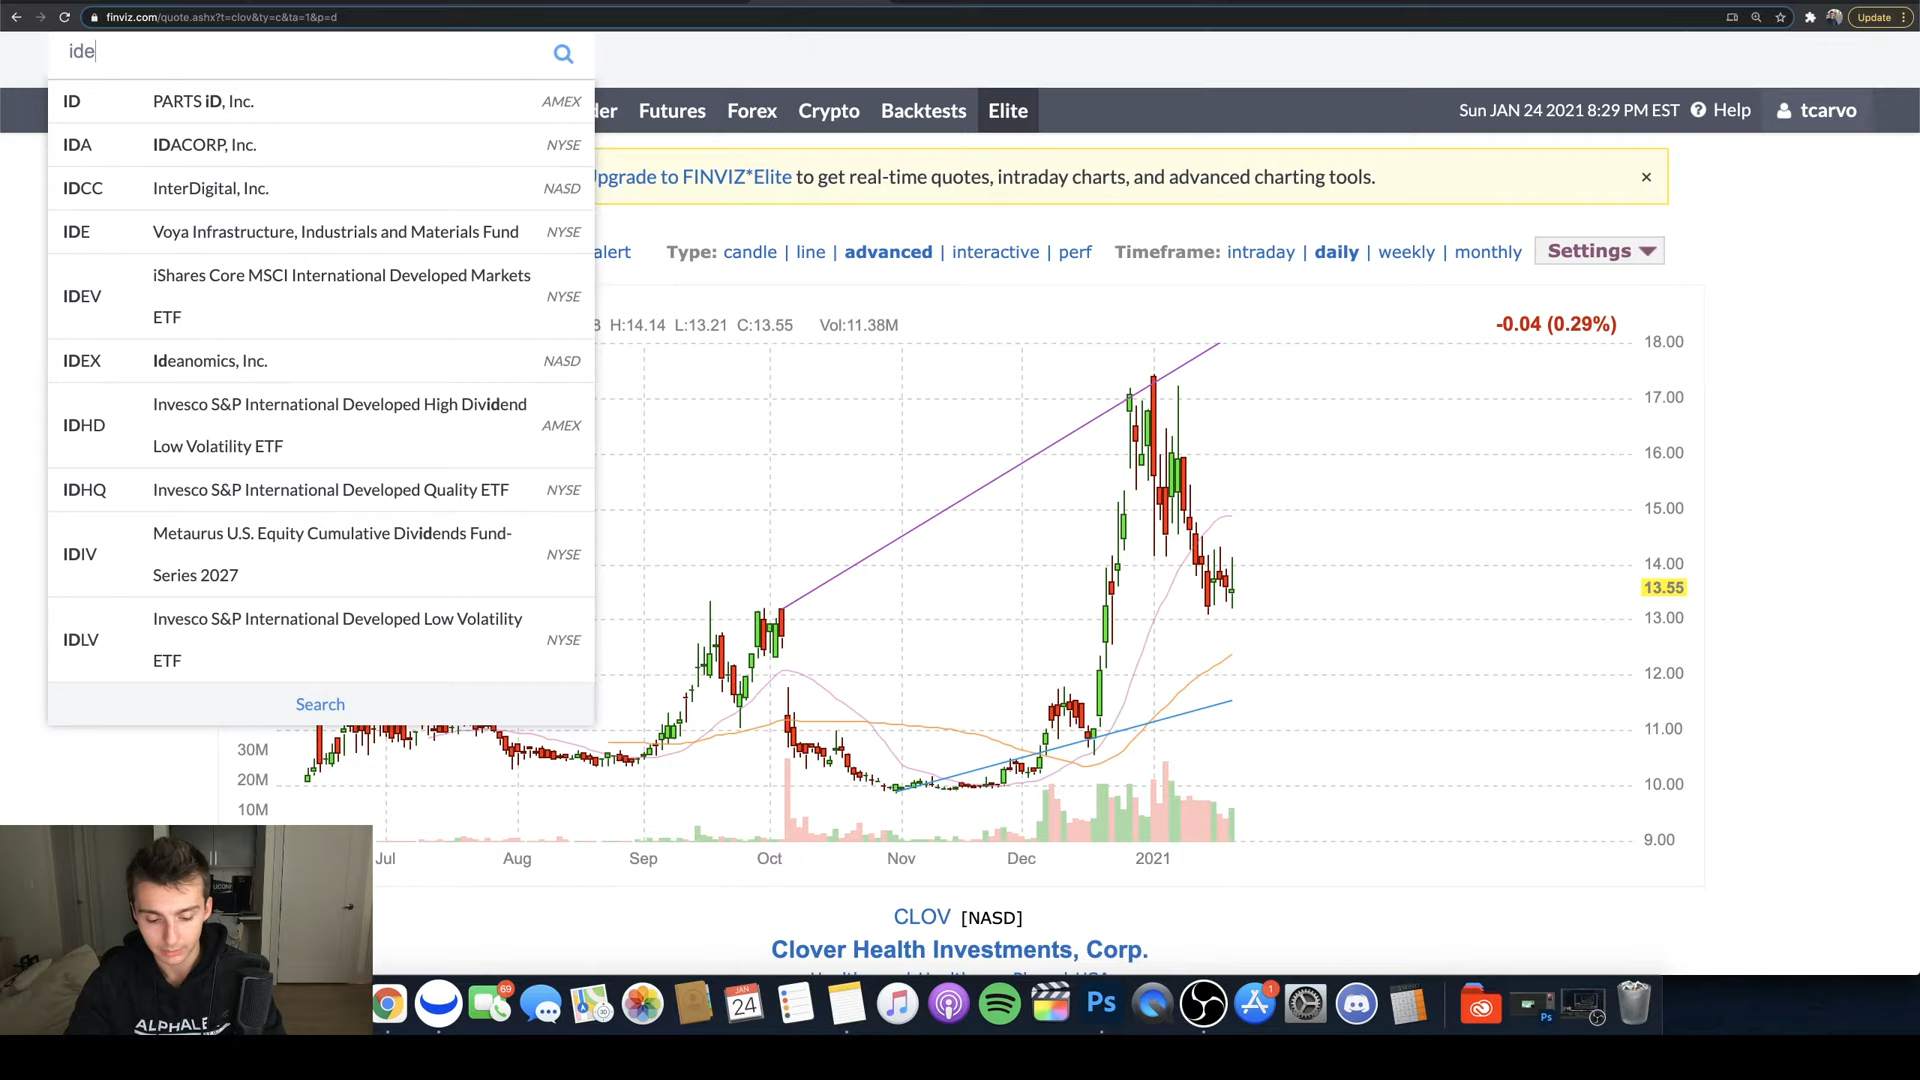 finviz.com/quote.ashx?t=clov&ty=c&ta=1&p=d
Update
ide
ID PARTS iD, Inc. AMEX
IDA IDACORP, Inc. NYSE
IDCC InterDigital, Inc. NASD
IDE Voya Infrastructure, Industrials and Materials Fund NYSE
IDEV iShares Core MSCI International Developed Markets
ETF NYSE
IDEX Ideanomics, Inc. NASD
IDHD Invesco S&P International Developed High Dividend
Low Volatility ETF AMEX
IDHQ Invesco S&P International Developed Quality ETF NYSE
IDIV Metaurus U.S. Equity Cumulative Dividends Fund-
Series 2027 NYSE
IDLV Invesco S&P International Developed Low Volatility
ETF NYSE
Search
der Futures Forex Crypto Backtests Elite Sun JAN 24 2021 8:29 PM EST ? Help tcarvo
Upgrade to FINVIZ*Elite to get real-time quotes, intraday charts, and advanced charting tools. ×
alert Type: candle | line | advanced | interactive | perf Timeframe: intraday | daily | weekly | monthly Settings
8 H:14.14 L:13.21 C:13.55 Vol:11.38M -0.04 (0.29%)
18.00
17.00
16.00
15.00
14.00
13.55
13.00
12.00
11.00
10.00
9.00
30M
20M
10M
Jul Aug Sep Oct Nov Dec 2021
CLOV [NASD]
Clover Health Investments, Corp.
UCONN
ALPHALE
69
JAN
24
Ps
1
Ps